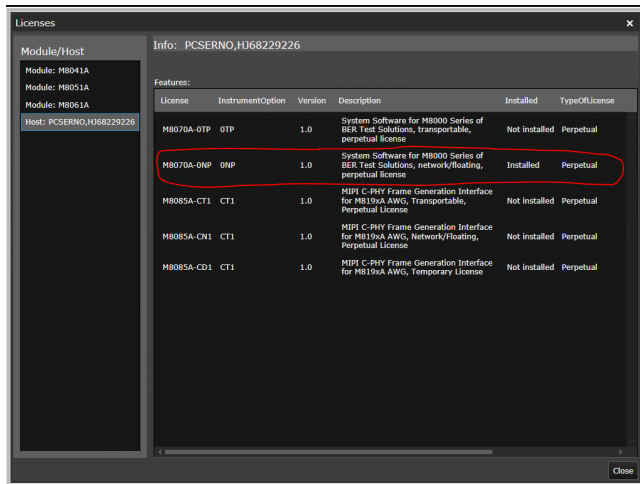 Licenses
Module/Host
Module: M8041A
Module: M8051A
Module: M8061A
Host: PCSERNO,HJ68229226
Info: PCSERNO,HJ68229226
Features:
License InstrumentOption Version Description Installed TypeOfLicense
System Software for M8000 Series of
M8070A-0TP 0TP 1.0 BER Test Solutions, transportable, Not installed Perpetual
perpetual license
System Software for M8000 Series of
M8070A-0NP 0NP 1.0 BER Test Solutions, network/floating, Installed Perpetual
perpetual license
MIPI C-PHY Frame Generation Interface
M8085A-CT1 CT1 1.0 for M819xA AWG, Transportable, Not installed Perpetual
Perpetual License
MIPI C-PHY Frame Generation Interface
M8085A-CN1 CT1 1.0 for M819xA AWG, Network/Floating, Not installed Perpetual
Perpetual License
MIPI C-PHY Frame Generation Interface
M8085A-CD1 CT1 1.0 for M819xA AWG, Temporary License Not installed Perpetual
Close